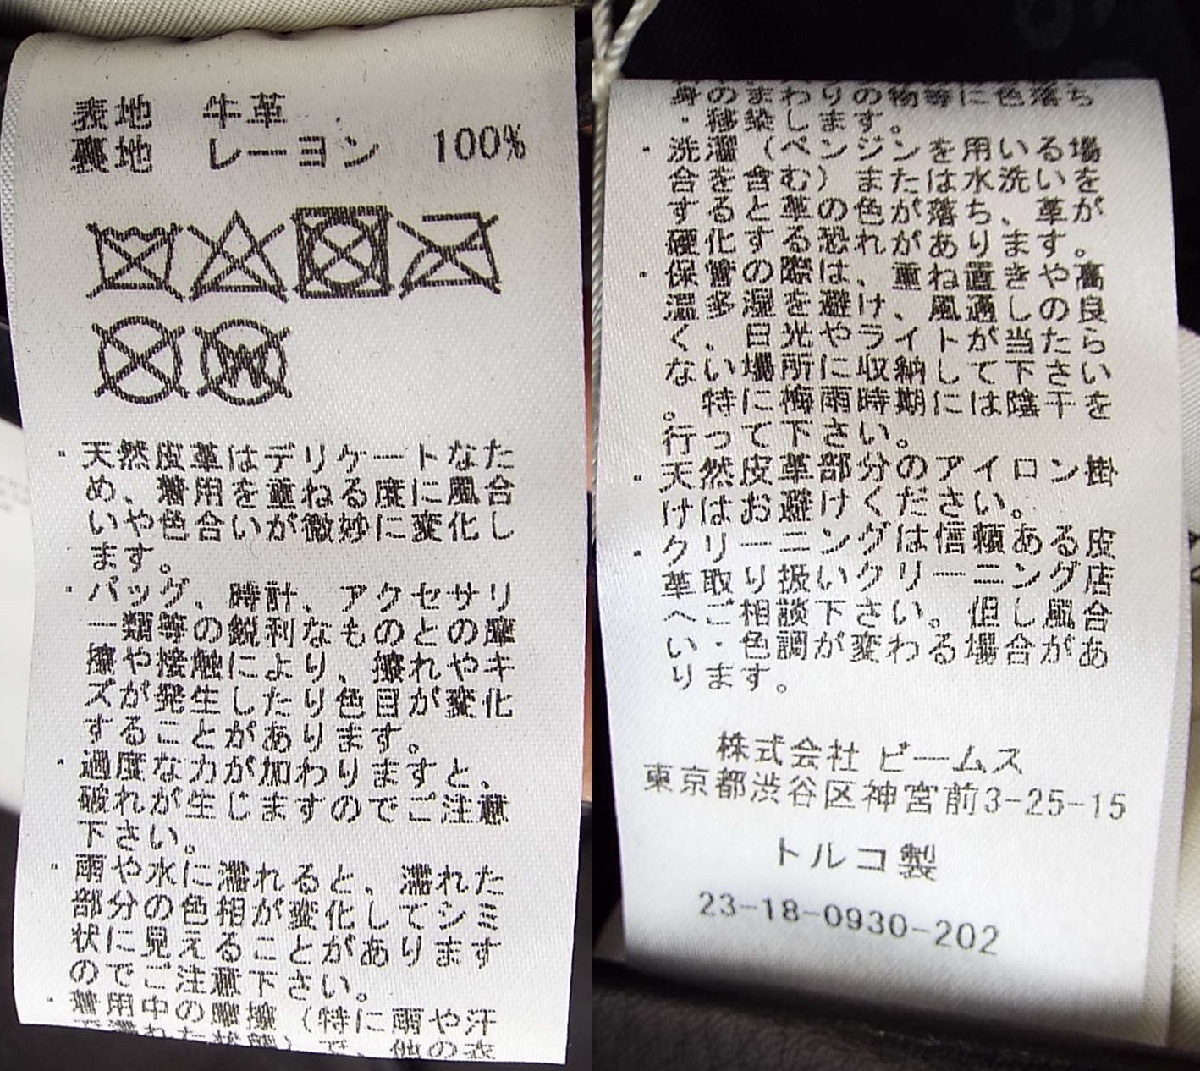 表地　牛革
裏地　レーヨン　100%
・天然皮革はデリケートなた
め、着用を重ねる度に風合
いや色合いが微妙に変化し
ます。
・バッグ、時計、アクセサリ
ー類等の鋭利なものとの摩
擦や接触により、擦れやキ
ズが発生したり色目が変化
することがあります。
・過度な力が加わりますと、
破れが生じますのでご注意
下さい。
・雨や水に濡れると、濡れた
部分の色相が変化してシミ
状に見えることがあります
のでご注意下さい。
・着用中の摩擦（特に雨や汗
で濡れた状態）で、他の衣
身のまわりの物等に色落ち
・移染します。
・洗濯（ベンジンを用いる場
合を含む）または水洗いを
すると革の色が落ち、革が
硬化する恐れがあります。
・保管の際は、重ね置きや高
温多湿を避け、風通しの良
く、日光やライトが当たら
ない場所に収納して下さい
。特に梅雨時期には陰干を
行って下さい。
・天然皮革部分のアイロン掛
けはお避けください。
・クリーニングは信頼ある皮
革取り扱いクリーニング店
へご相談下さい。但し風合
い・色調が変わる場合があ
ります。
株式会社 ビームス
東京都渋谷区神宮前3-25-15
トルコ製
23-18-0930-202